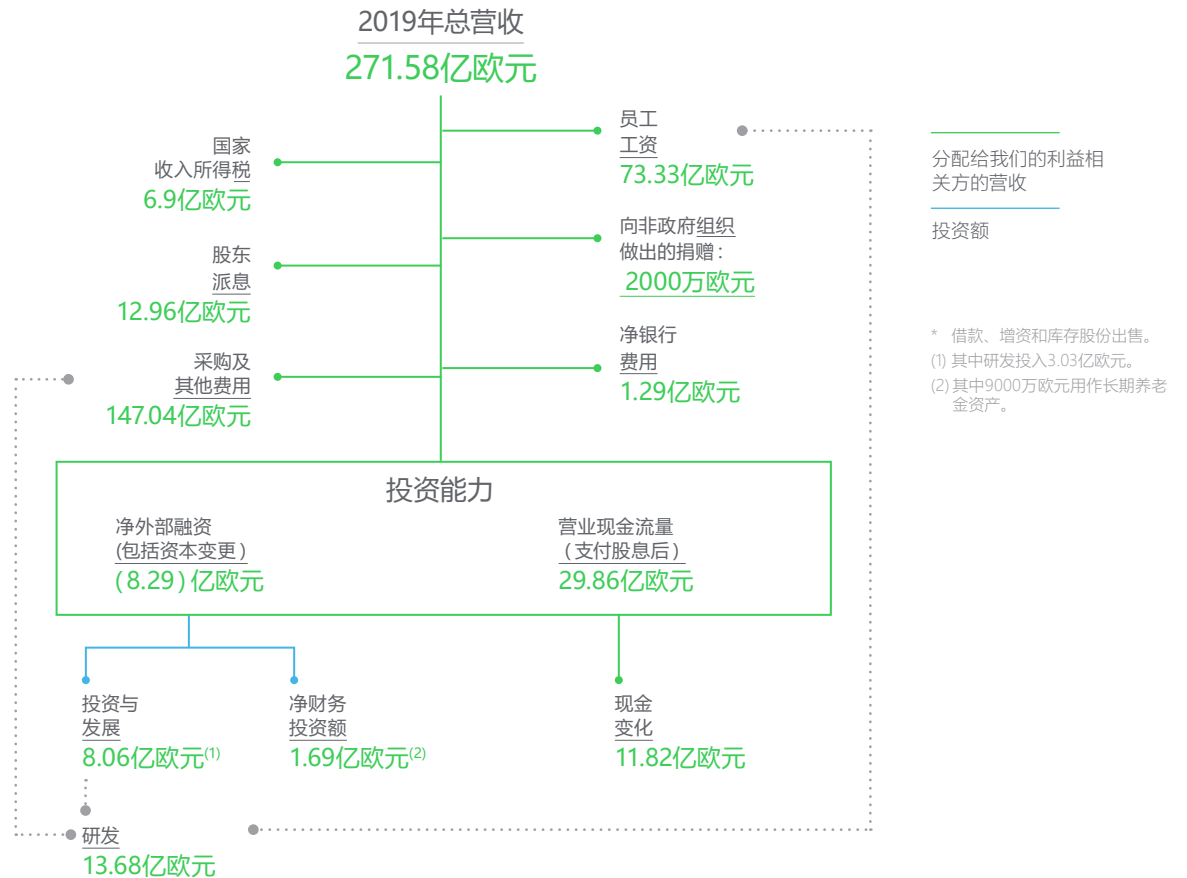 2019年总营收
271.58亿欧元
国家
收入所得税
6.9亿欧元
股东
派息
12.96亿欧元
采购及
其他费用
147.04亿欧元
员工
工资
73.33亿欧元
向非政府组织
做出的捐赠：
2000万欧元
净银行
费用
1.29亿欧元
分配给我们的利益相
关方的营收
投资额
* 借款、增资和库存股份出售。
(1) 其中研发投入3.03亿欧元。
(2) 其中9000万欧元用作长期养老
金资产。
投资能力
净外部融资
(包括资本变更）
(8.29）亿欧元
营业现金流量
（支付股息后）
29.86亿欧元
投资与
发展
8.06亿欧元(1)
净财务
投资额
1.69亿欧元(2)
现金
变化
11.82亿欧元
研发
13.68亿欧元